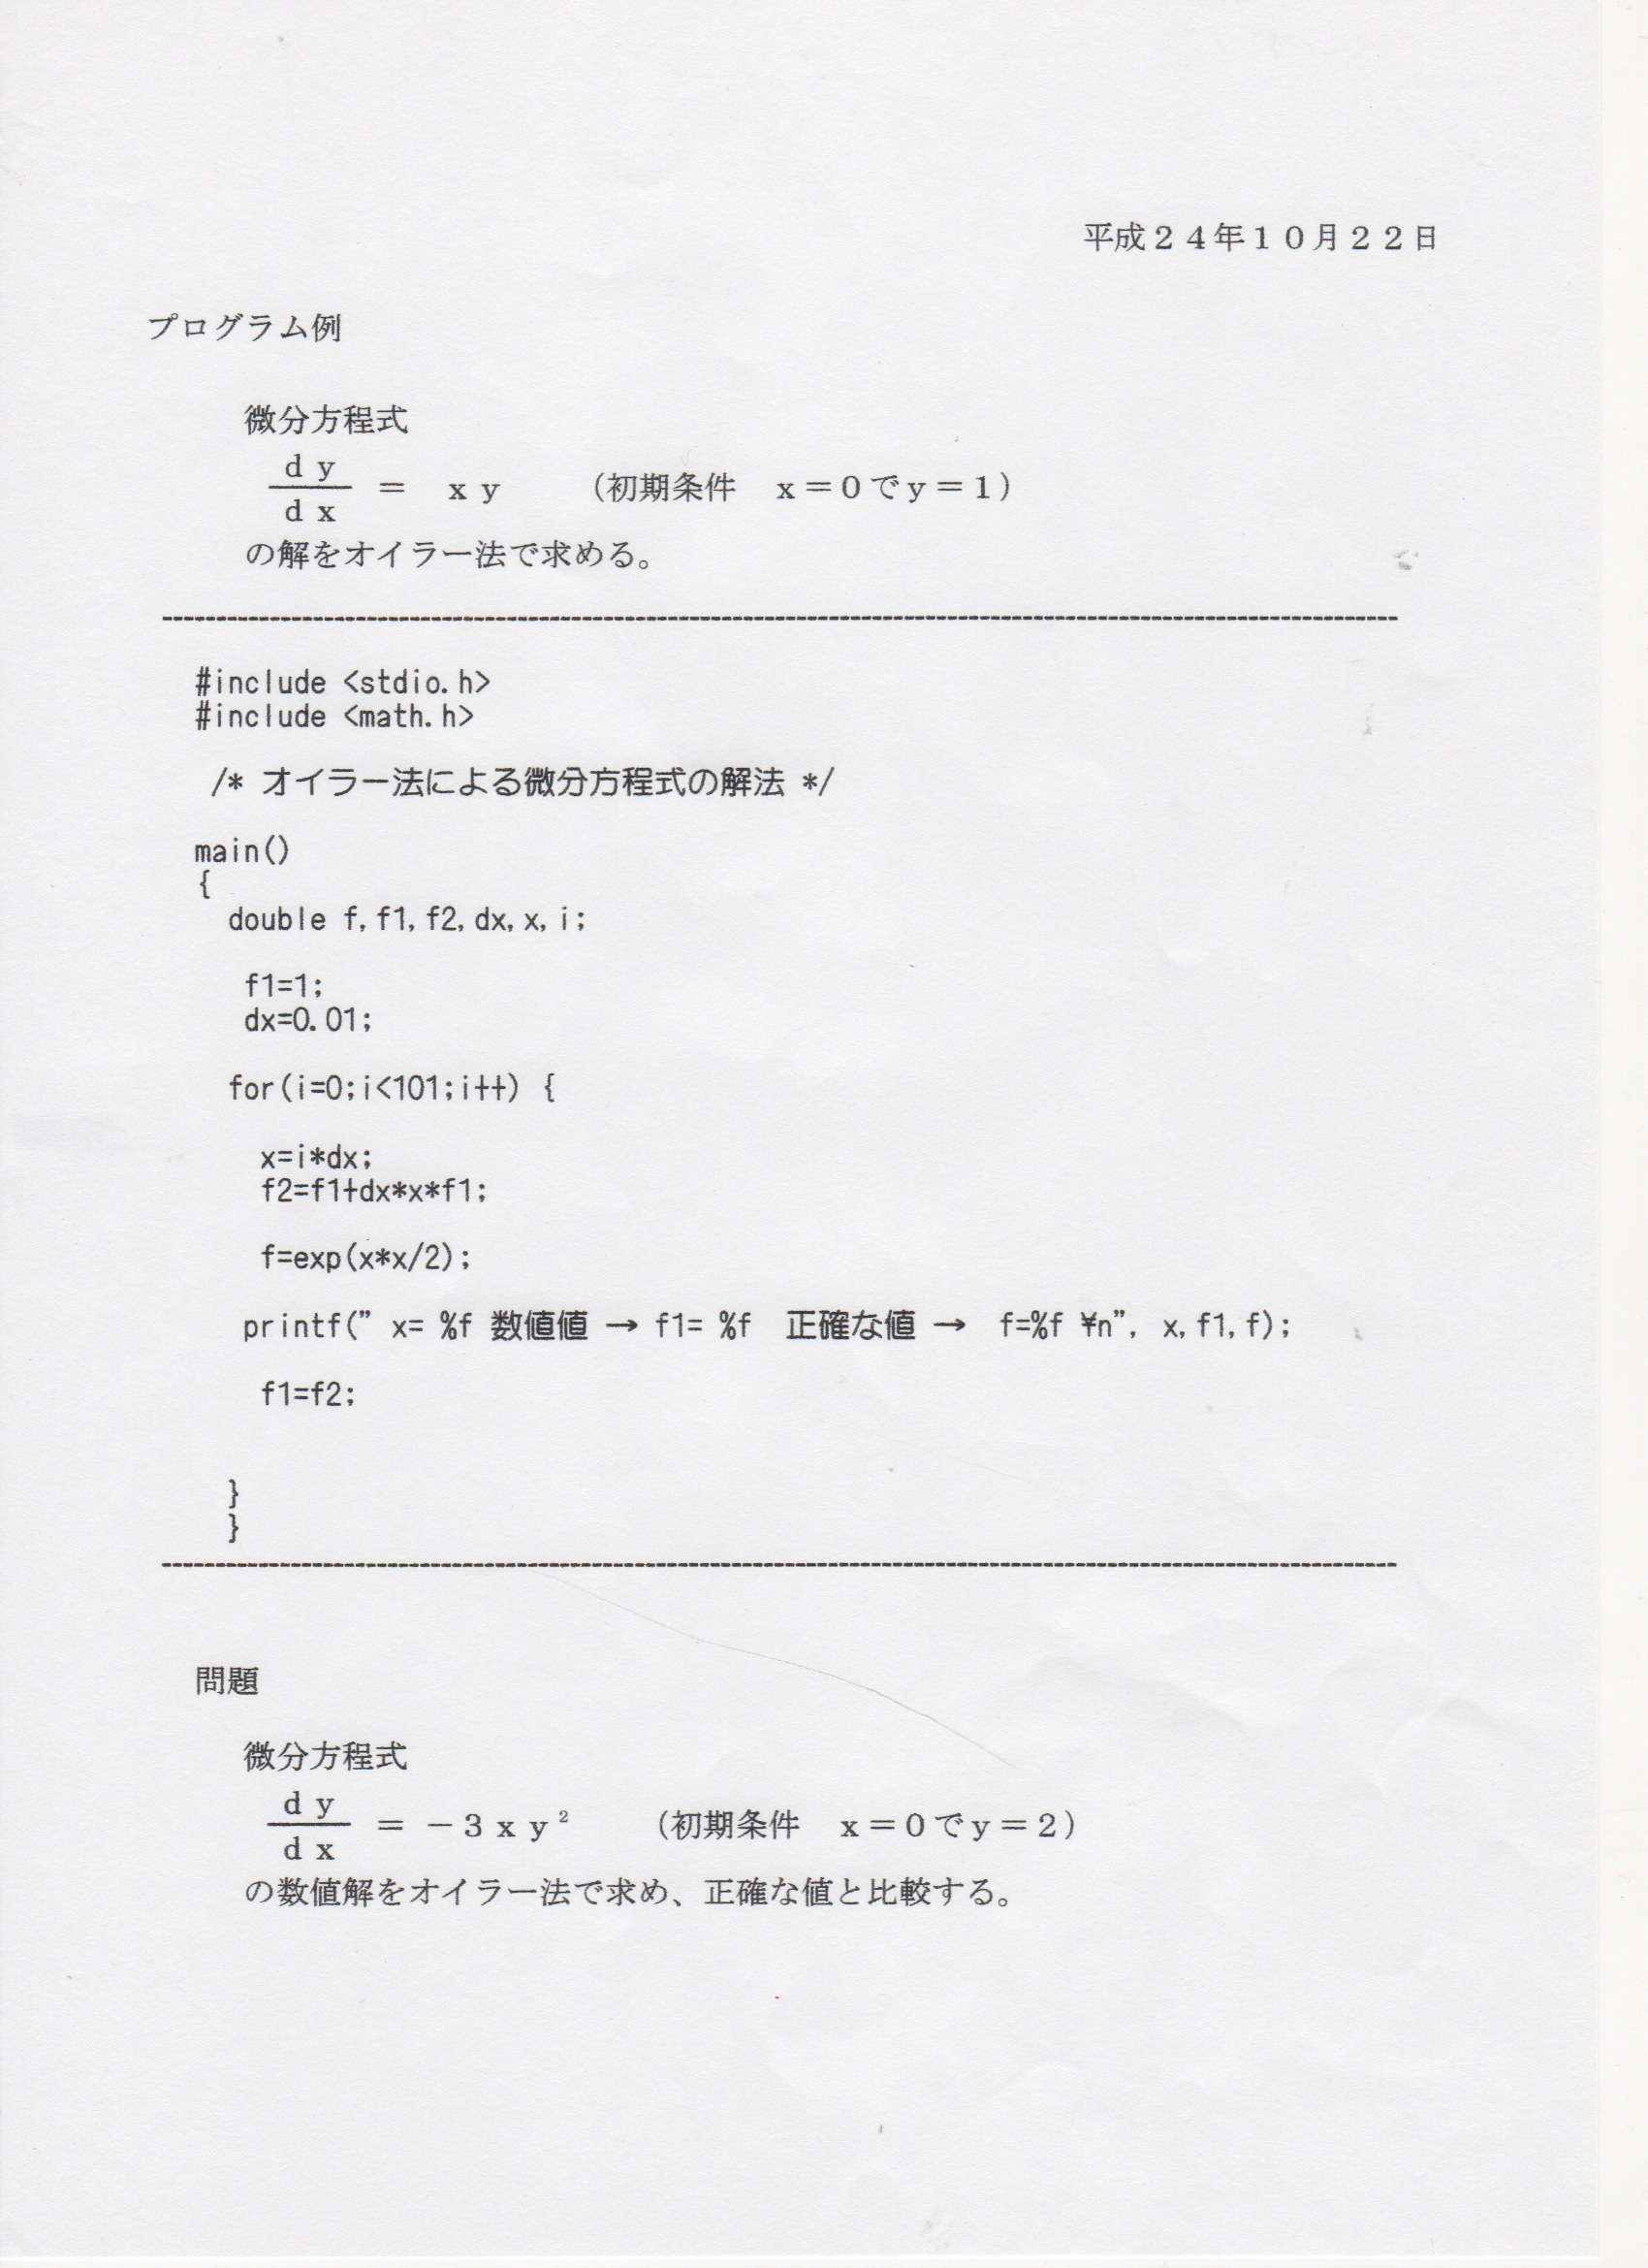 平成２４年１０月２２日
プログラム例
微分方程式
ｄｙ
ｄｘ
＝　ｘｙ　　（初期条件　ｘ＝０でｙ＝１）
の解をオイラー法で求める。
#include <stdio.h>
#include <math.h>
/* オイラー法による微分方程式の解法 */
main()
{
double f,f1,f2,dx,x,i;
f1=1;
dx=0.01;
for(i=0;i<101;i++) {
x=i*dx;
f2=f1+dx*x*f1;
f=exp(x*x/2);
printf(” x= %f 数値値 → f1= %f　正確な値 →　f=%f ¥n”, x,f1,f);
f1=f2;
}
}
問題
微分方程式
ｄｙ
ｄｘ
＝－３ｘｙ²　　（初期条件　ｘ＝０でｙ＝２）
の数値解をオイラー法で求め、正確な値と比較する。